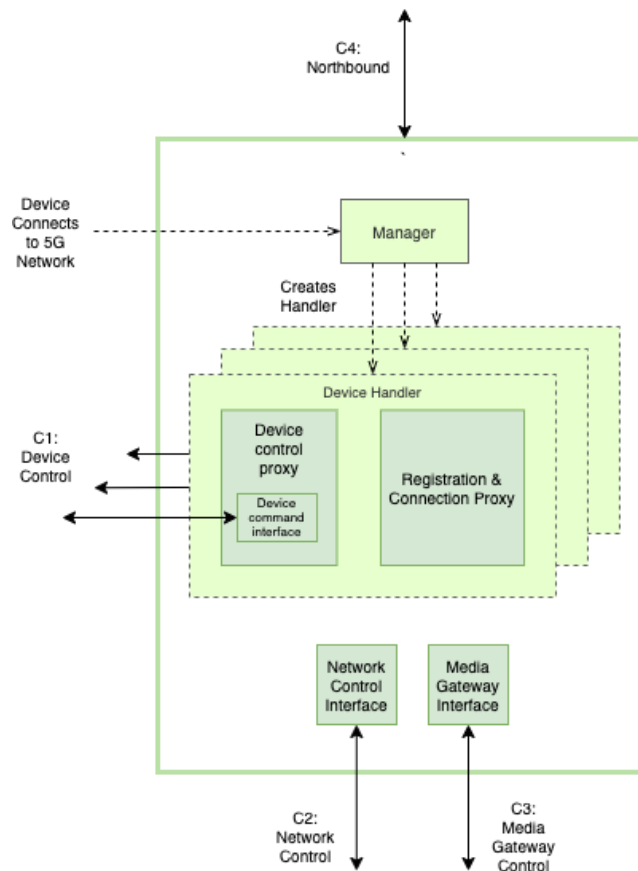 C4:
Northbound
Device
Connects
to 5G
Network
Manager
Creates
Handler
Device Handler
C1:
Device
Control
Device
control
proxy
Device
command
interface
Registration &
Connection Proxy
Network
Control
Interface
Media
Gateway
Interface
C2:
Network
Control
C3:
Media
Gateway
Control